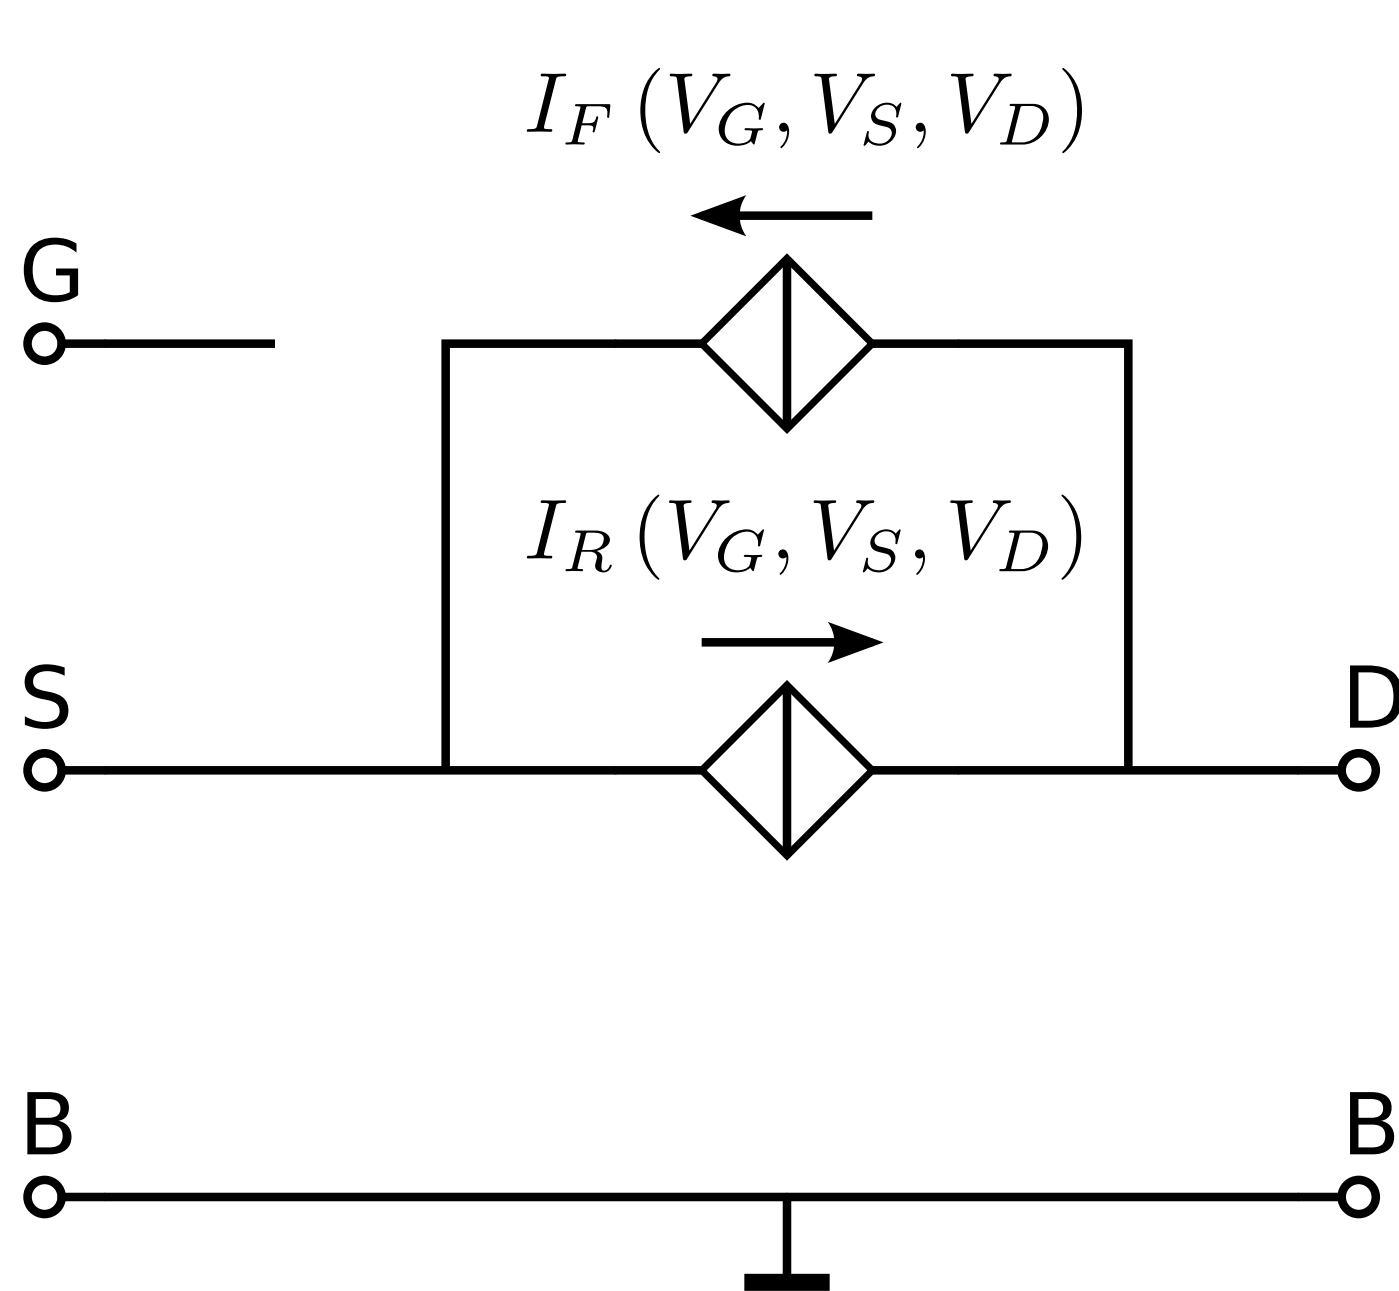 I_F (V_G, V_S, V_D)
G
I_R (V_G, V_S, V_D)
S D
B B